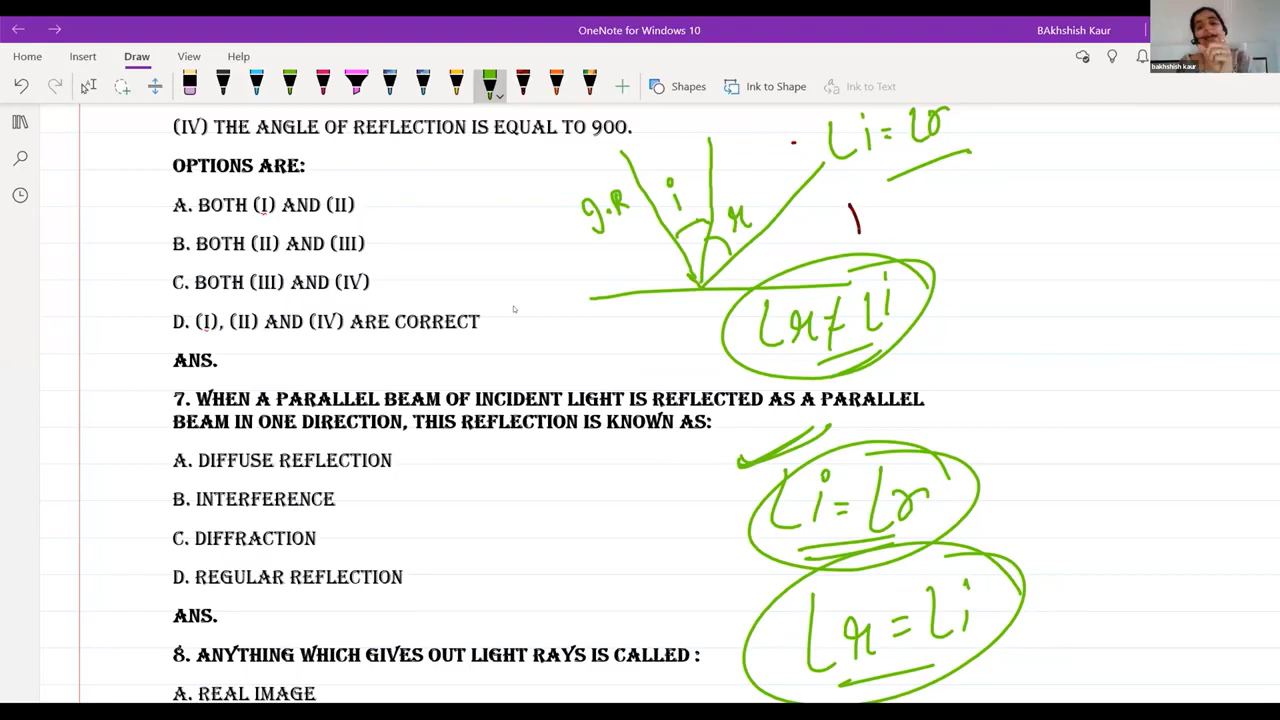 OneNote for Windows 10
BAkhshish Kaur
Home Insert Draw View Help
bakhshish kaur
Shapes Ink to Shape Ink to Text
(IV) THE ANGLE OF REFLECTION IS EQUAL TO 900.
∠i = ∠r
OPTIONS ARE:
A. BOTH (I) AND (II)
i
g.R
r
B. BOTH (II) AND (III)
C. BOTH (III) AND (IV)
D. (I), (II) AND (IV) ARE CORRECT
∠r ≠ ∠i
ANS.
7. WHEN A PARALLEL BEAM OF INCIDENT LIGHT IS REFLECTED AS A PARALLEL
BEAM IN ONE DIRECTION, THIS REFLECTION IS KNOWN AS:
A. DIFFUSE REFLECTION
B. INTERFERENCE
∠i = ∠r
C. DIFFRACTION
D. REGULAR REFLECTION
ANS.
∠r = ∠i
8. ANYTHING WHICH GIVES OUT LIGHT RAYS IS CALLED :
A. REAL IMAGE